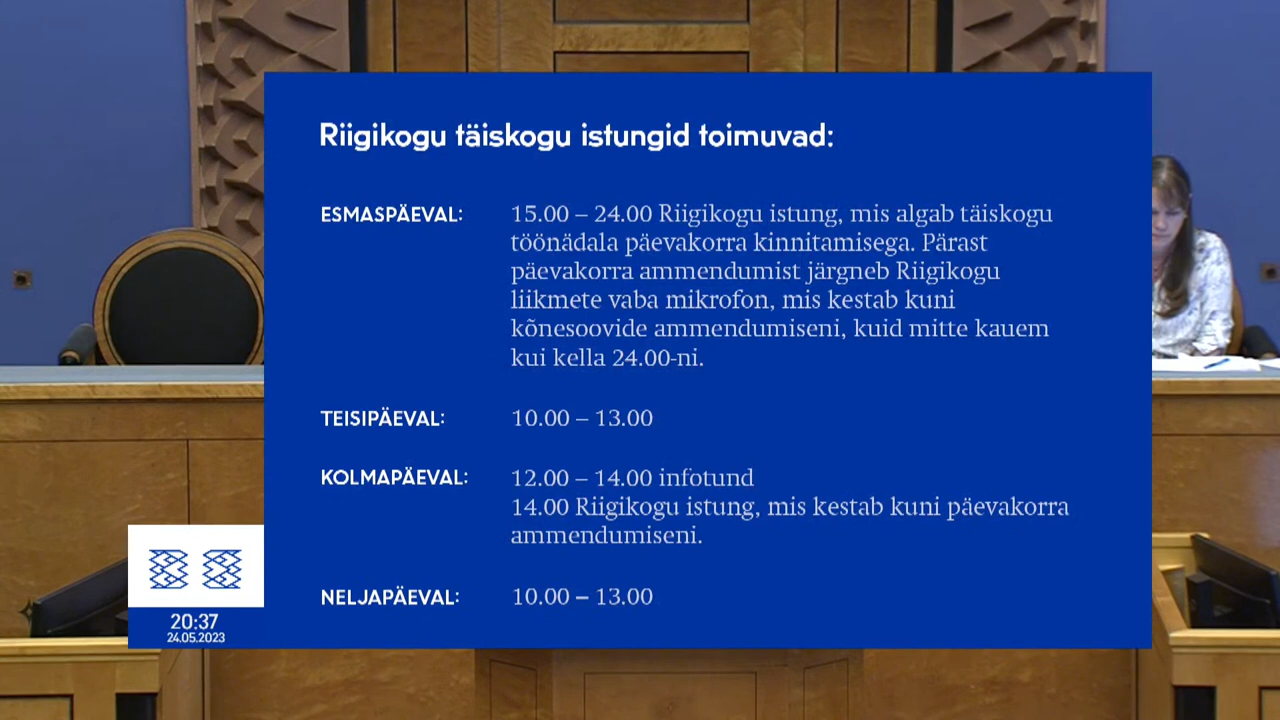 Riigikogu täiskogu istungid toimuvad:
ESMASPÄEVAL:
15.00 – 24.00 Riigikogu istung, mis algab täiskogu
töönädala päevakorra kinnitamisega. Pärast
päevakorra ammendumist järgneb Riigikogu
liikmete vaba mikrofon, mis kestab kuni
kõnesoovide ammendumiseni, kuid mitte kauem
kui kella 24.00-ni.
TEISIPÄEVAL:
10.00 – 13.00
KOLMAPÄEVAL:
12.00 – 14.00 infotund
14.00 Riigikogu istung, mis kestab kuni päevakorra
ammendumiseni.
NELJAPÄEVAL:
10.00 – 13.00
20:37
24.05.2023